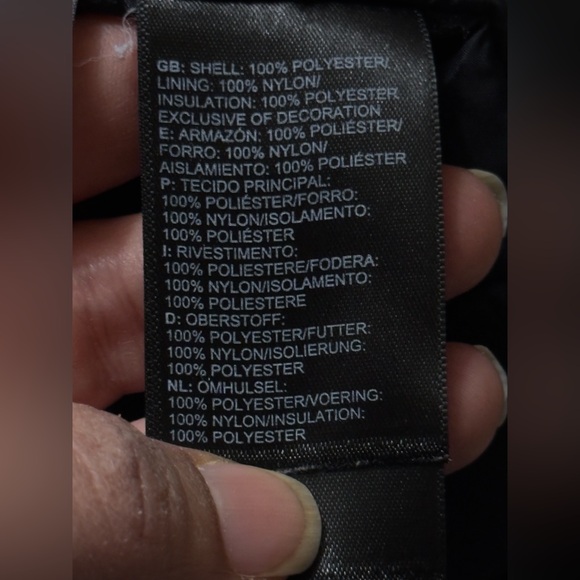 GB: SHELL: 100% POLYESTER/
LINING: 100% NYLON/
INSULATION: 100% POLYESTER
EXCLUSIVE OF DECORATION
E: ARMAZÓN: 100% POLIÉSTER/
FORRO: 100% NYLON/
AISLAMIENTO: 100% POLIÉSTER
P: TECIDO PRINCIPAL:
100% POLIÉSTER/FORRO:
100% NYLON/ISOLAMENTO:
100% POLIÉSTER
I: RIVESTIMENTO:
100% POLIESTERE/FODERA:
100% NYLON/ISOLAMENTO:
100% POLIESTERE
D: OBERSTOFF:
100% POLYESTER/FUTTER:
100% NYLON/ISOLIERUNG:
100% POLYESTER
NL: OMHULSEL:
100% POLYESTER/VOERING:
100% NYLON/INSULATION:
100% POLYESTER